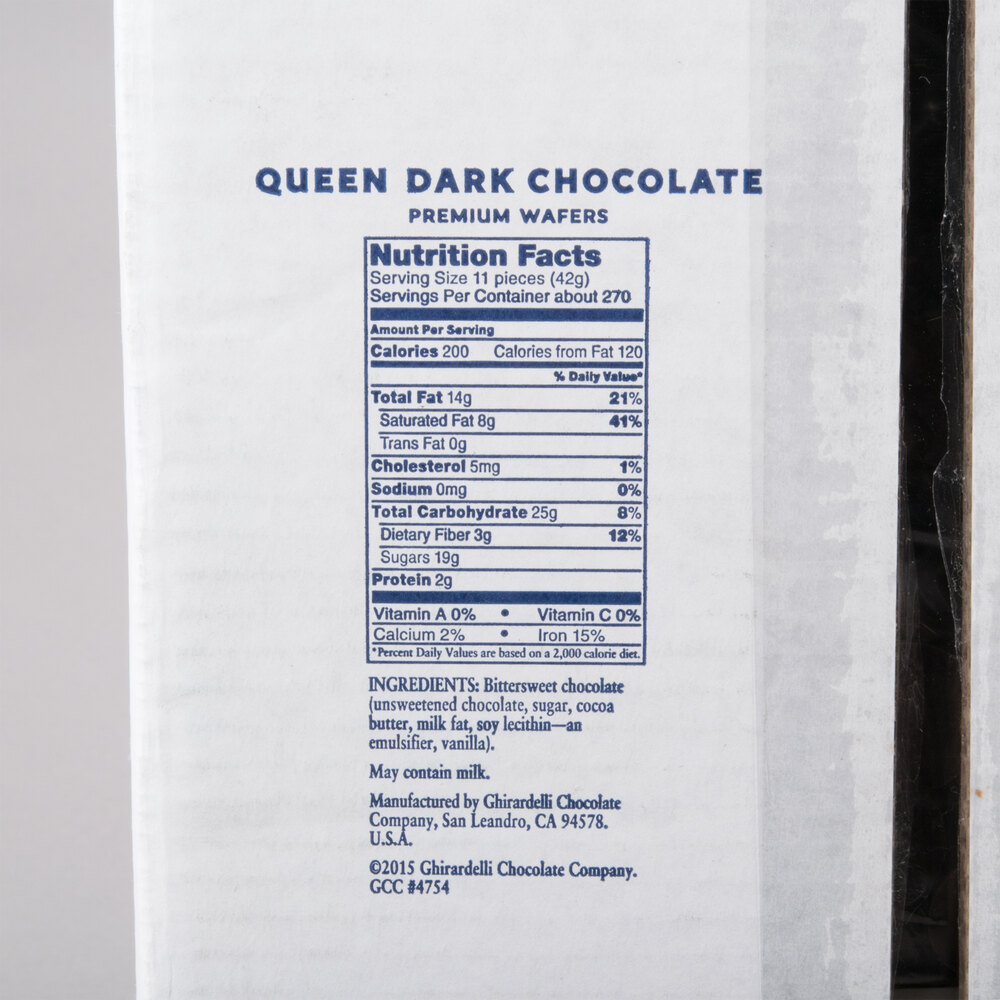 QUEEN DARK CHOCOLATE
PREMIUM WAFERS
Nutrition Facts
Serving Size 11 pieces (42g)
Servings Per Container about 270
Amount Per Serving
Calories 200 Calories from Fat 120
% Daily Value*
Total Fat 14g 21%
Saturated Fat 8g 41%
Trans Fat 0g
Cholesterol 5mg 1%
Sodium 0mg 0%
Total Carbohydrate 25g 8%
Dietary Fiber 3g 12%
Sugars 19g
Protein 2g
Vitamin A 0% • Vitamin C 0%
Calcium 2% • Iron 15%
*Percent Daily Values are based on a 2,000 calorie diet.
INGREDIENTS: Bittersweet chocolate
(unsweetened chocolate, sugar, cocoa
butter, milk fat, soy lecithin—an
emulsifier, vanilla).
May contain milk.
Manufactured by Ghirardelli Chocolate
Company, San Leandro, CA 94578.
U.S.A.
©2015 Ghirardelli Chocolate Company.
GCC #4754